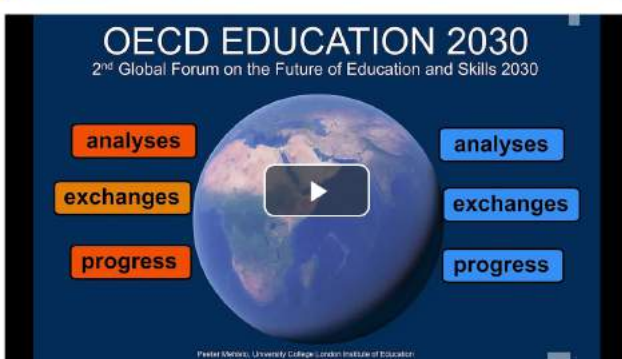 OECD EDUCATION 2030
2nd Global Forum on the Future of Education and Skills 2030
analyses
analyses
exchanges
exchanges
progress
progress
Peeter Mehisto, University College London Institute of Education